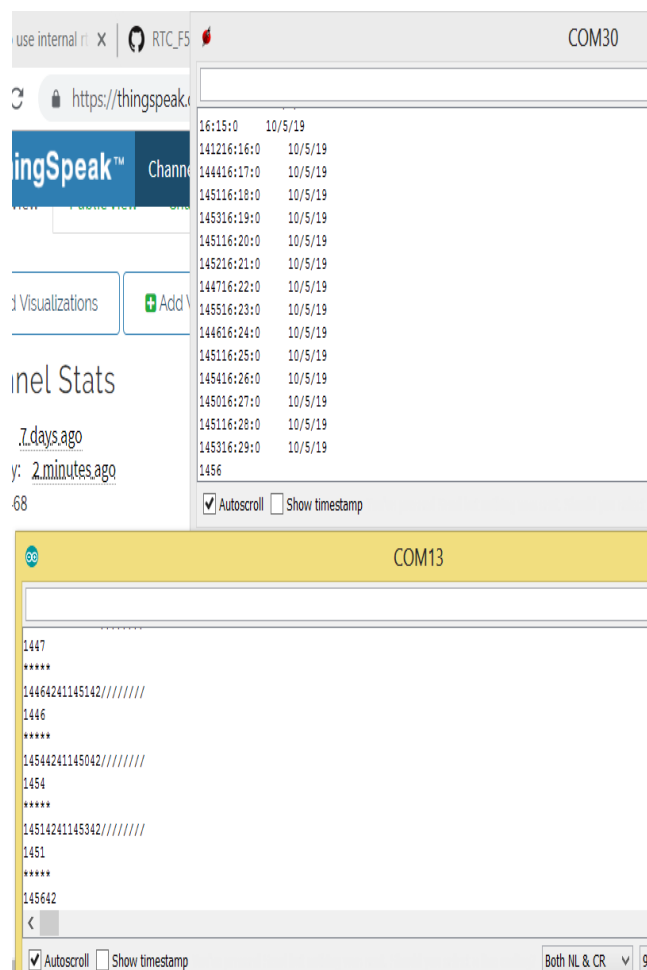 use internal rt
RTC_F5
COM30
https://thingspeak.c
ingSpeak™
Channe
16:15:0 10/5/19
141216:16:0 10/5/19
144416:17:0 10/5/19
145116:18:0 10/5/19
145316:19:0 10/5/19
145116:20:0 10/5/19
145216:21:0 10/5/19
144716:22:0 10/5/19
145516:23:0 10/5/19
144616:24:0 10/5/19
145116:25:0 10/5/19
145416:26:0 10/5/19
145016:27:0 10/5/19
145116:28:0 10/5/19
145316:29:0 10/5/19
1456
d Visualizations
Add V
nel Stats
7 days ago
y: 2 minutes ago
68
Autoscroll Show timestamp
COM13
1447
*****
14464241145142////////
1446
*****
14544241145042////////
1454
*****
14514241145342////////
1451
*****
145642
Autoscroll Show timestamp
Both NL & CR
9